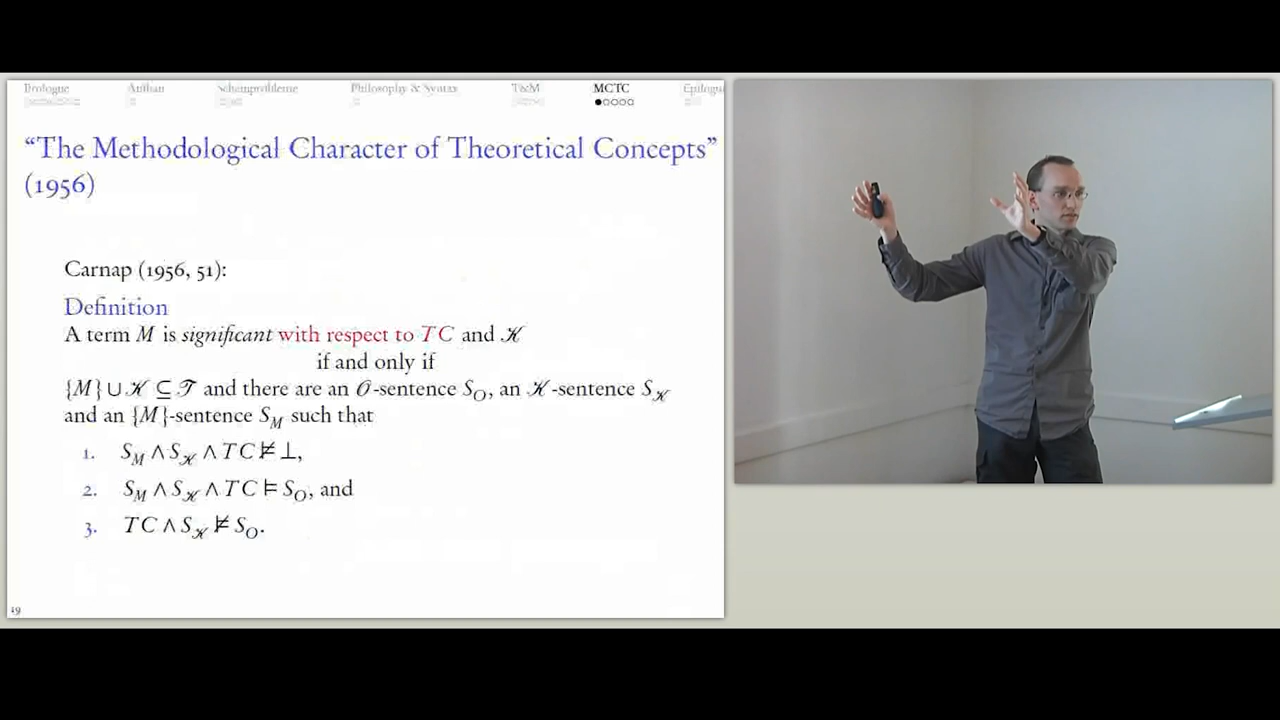 Prologue Aufbau Scheinprobleme Philosophy & Syntax T&M MCTC Epilogue
“The Methodological Character of Theoretical Concepts”
(1956)
Carnap (1956, 51):
Definition
A term M is significant with respect to TC and 𝒦
if and only if
{M} ∪ 𝒦 ⊆ 𝒯 and there are an 𝒪-sentence S_O, an 𝒦-sentence S_𝒦
and an {M}-sentence S_M such that
1. S_M ∧ S_𝒦 ∧ TC ⊭ ⊥,
2. S_M ∧ S_𝒦 ∧ TC ⊨ S_O, and
3. TC ∧ S_𝒦 ⊭ S_O.
19